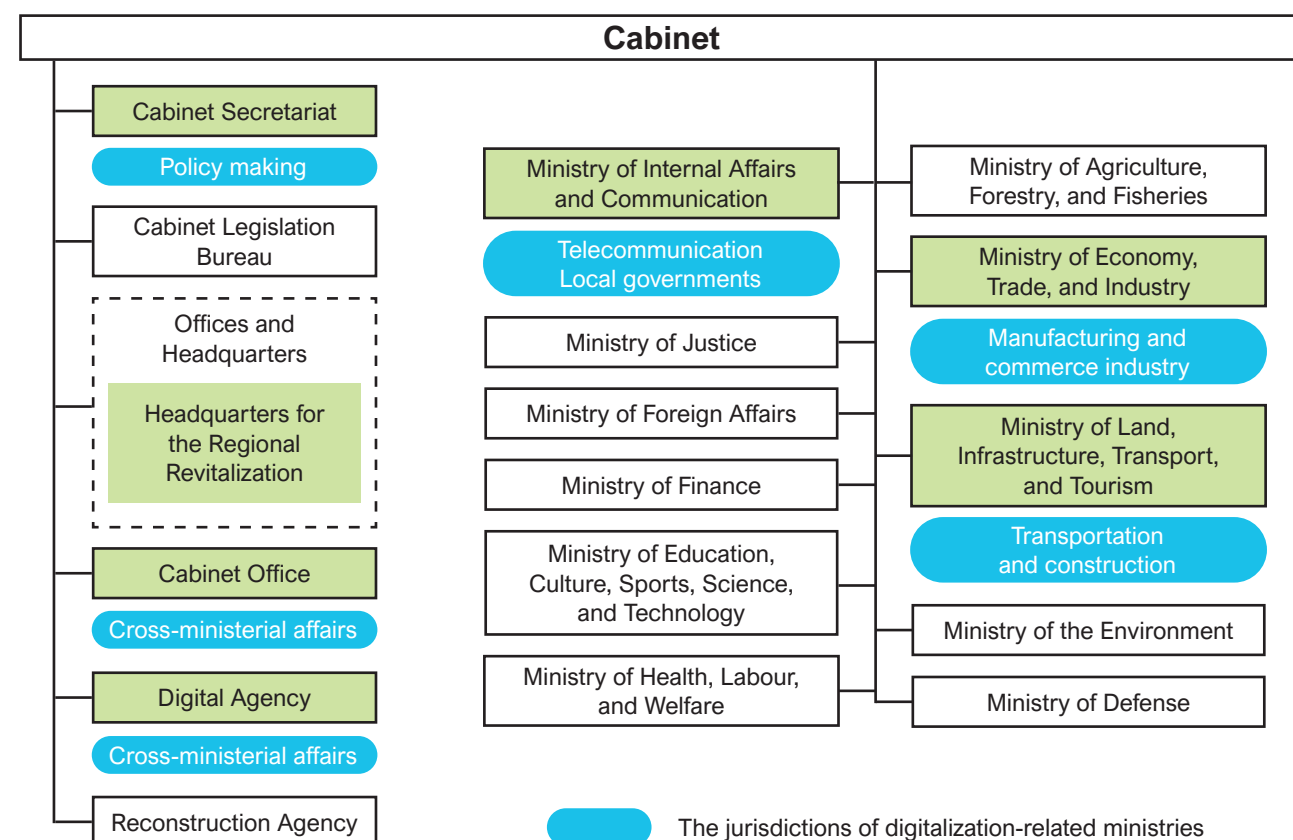 Cabinet
Cabinet Secretariat
Policy making
Cabinet Legislation
Bureau
Offices and
Headquarters
Headquarters for
the Regional
Revitalization
Cabinet Office
Cross-ministerial affairs
Digital Agency
Cross-ministerial affairs
Reconstruction Agency
Ministry of Internal Affairs
and Communication
Telecommunication
Local governments
Ministry of Justice
Ministry of Foreign Affairs
Ministry of Finance
Ministry of Education,
Culture, Sports, Science,
and Technology
Ministry of Health, Labour,
and Welfare
Ministry of Agriculture,
Forestry, and Fisheries
Ministry of Economy,
Trade, and Industry
Manufacturing and
commerce industry
Ministry of Land,
Infrastructure, Transport,
and Tourism
Transportation
and construction
Ministry of the Environment
Ministry of Defense
The jurisdictions of digitalization-related ministries